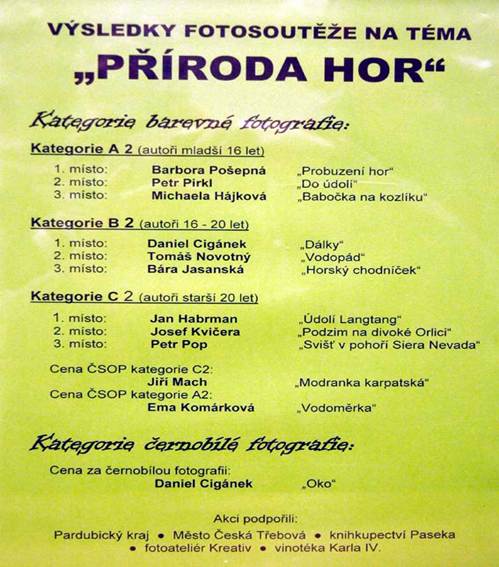 VÝSLEDKY FOTOSOUTĚŽE NA TÉMA
„PŘÍRODA HOR“
Kategorie barevné fotografie:
Kategorie A 2 (autoři mladší 16 let)
1. místo: Barbora Pošepná „Probuzení hor“
2. místo: Petr Pirkl „Do údolí“
3. místo: Michaela Hájková „Babočka na kozlíku“
Kategorie B 2 (autoři 16 - 20 let)
1. místo: Daniel Cigánek „Dálky“
2. místo: Tomáš Novotný „Vodopád“
3. místo: Bára Jasanská „Horský chodníček“
Kategorie C 2 (autoři starší 20 let)
1. místo: Jan Habrman „Údolí Langtang“
2. místo: Josef Kvičera „Podzim na divoké Orlici“
3. místo: Petr Pop „Svišť v pohoří Siera Nevada“
Cena ČSOP kategorie C2:
Jiří Mach „Modranka karpatská“
Cena ČSOP kategorie A2:
Ema Komárková „Vodoměrka“
Kategorie černobílé fotografie:
Cena za černobílou fotografii:
Daniel Cigánek „Oko“
Akci podpořili:
Pardubický kraj ● Město Česká Třebová ● knihkupectví Paseka
● fotoateliér Kreativ ● vinotéka Karla IV.